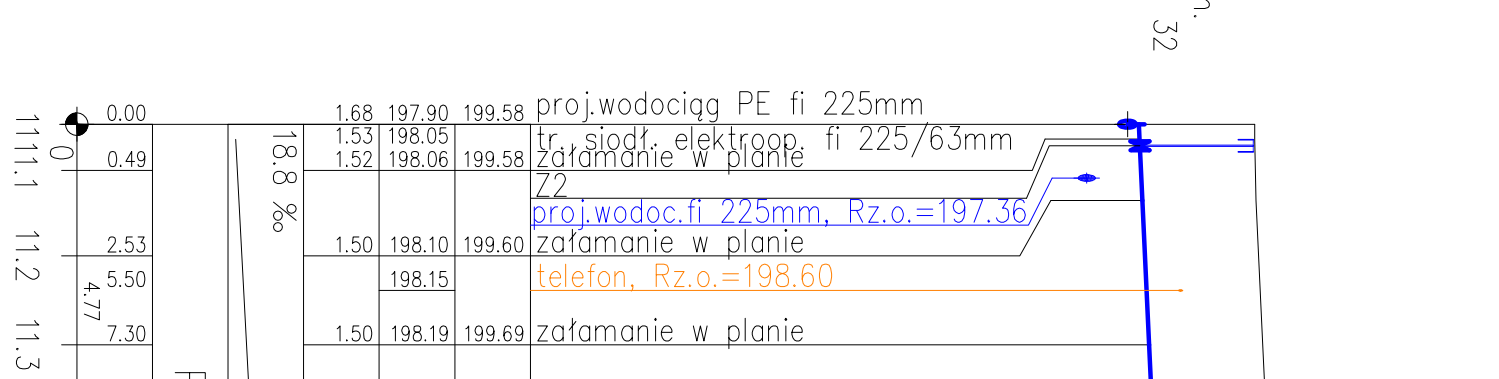 32
0.00 1.68 197.90 199.58 proj.wodociąg PE fi 225mm
1.53 198.05 tr. siodł. elektroop. fi 225/63mm
0.49 1.52 198.06 199.58 załamanie w planie
Z2
proj.wodoc.fi 225mm, Rz.o.=197.36
2.53 1.50 198.10 199.60 załamanie w planie
5.50 198.15 telefon, Rz.o.=198.60
7.30 1.50 198.19 199.69 załamanie w planie
0
4.77
18.8 ‰
11.2
11.3